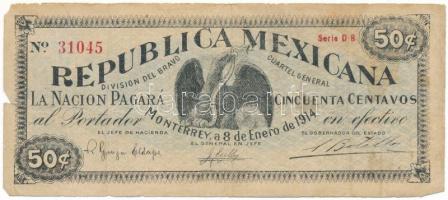 50¢
Nº 31045
Serie D 8
50¢
REPUBLICA MEXICANA
DIVISIÓN DEL BRAVO CUARTEL GENERAL
LA NACION PAGARÁ CINCUENTA CENTAVOS
al Portador en efectivo
MONTERREY, a 8 de Enero de 1914
EL JEFE DE HACIENDA
EL GENERAL EN JEFE
EL GOBERNADOR DEL ESTADO
50¢